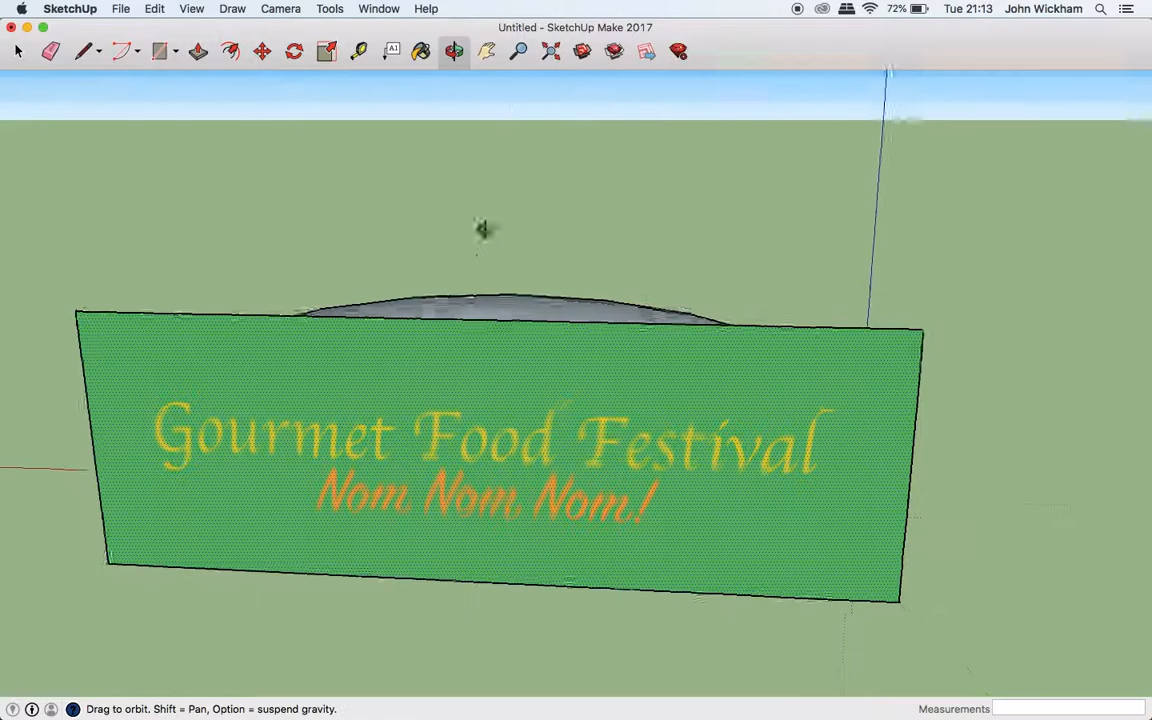 SketchUp File Edit View Draw Camera Tools Window Help 72% Tue 21:13 John Wickham
Untitled - SketchUp Make 2017
A1
Gourmet Food Festival
Nom Nom Nom!
Drag to orbit. Shift = Pan, Option = suspend gravity. Measurements